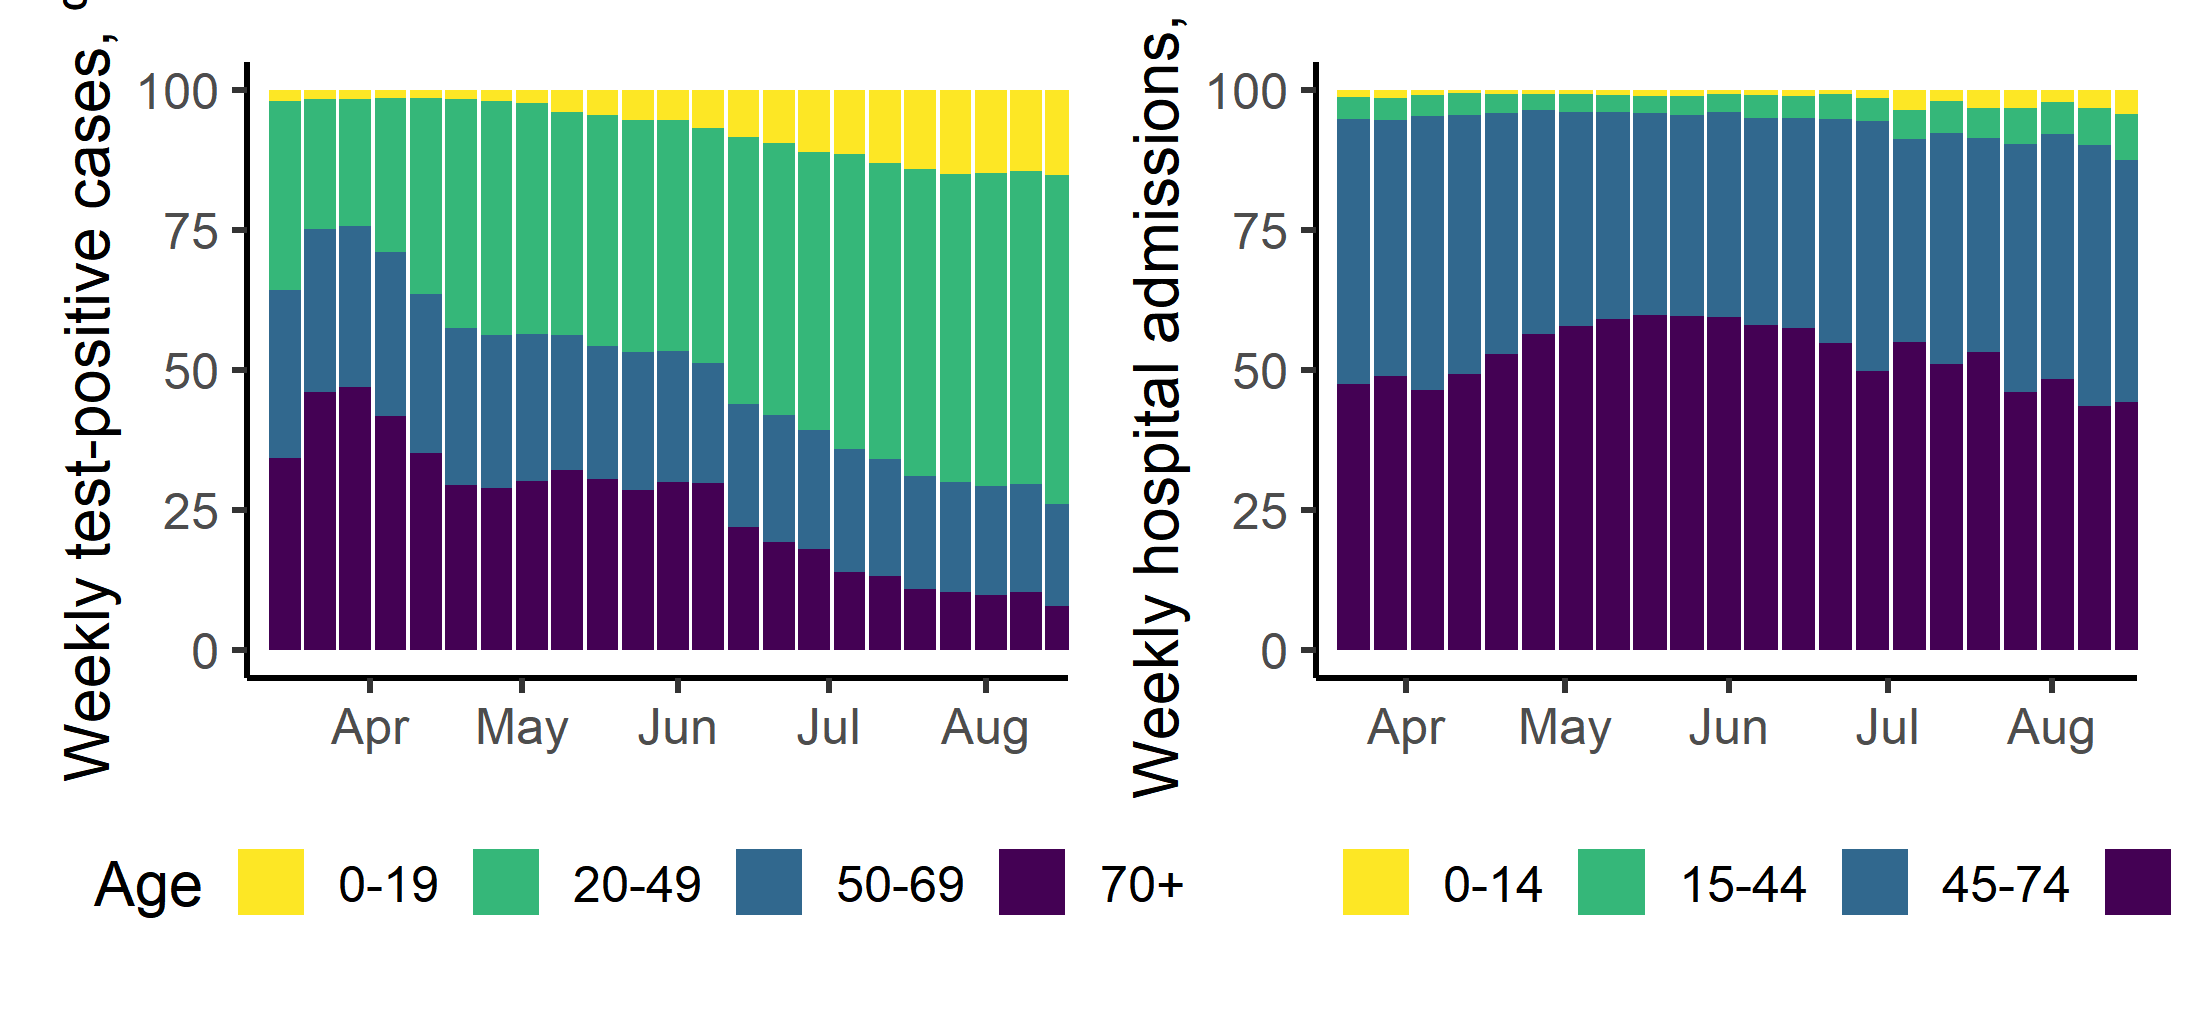 Weekly test-positive cases,
100
75
50
25
0
Apr May Jun Jul Aug
Weekly hospital admissions,
100
75
50
25
0
Apr May Jun Jul Aug
Age 0-19 20-49 50-69 70+
0-14 15-44 45-74